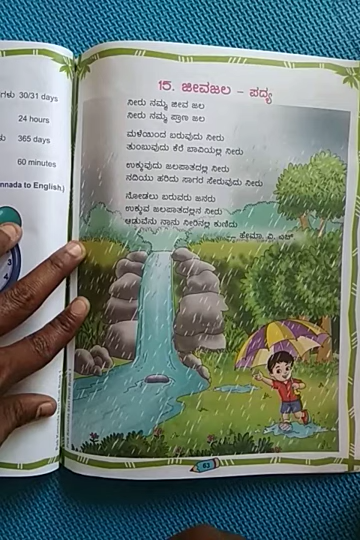 ಗಳು 30/31 days
24 hours
ು 365 days
60 minutes
nnada to English.)
15. ಜೀವಜಲ – ಪದ್ಯ
ನೀರು ನಮ್ಮ ಜೀವ ಜಲ
ನೀರು ನಮ್ಮ ಪ್ರಾಣ ಜಲ
ಮಳೆಯಿಂದ ಬರುವುದು ನೀರು
ತುಂಬುವುದು ಕೆರೆ ಬಾವಿಯಲ್ಲಿ ನೀರು
ಉಕ್ಕುವುದು ಜಲಪಾತದಲ್ಲಿ ನೀರು
ನದಿಯು ಹರಿದು ಸಾಗರ ಸೇರುವುದು ನೀರು
ನೋಡಲು ಬರುವರು ಜನರು
ಉಕ್ಕುವ ಜಲಪಾತದಲ್ಲಿನ ನೀರು
ಆಡುವೆನು ನಾನು ನೀರಿನಲ್ಲಿ ಕುಣಿದು
– ಹೇಮಾ. ವಿ. ಎಚ್.
83